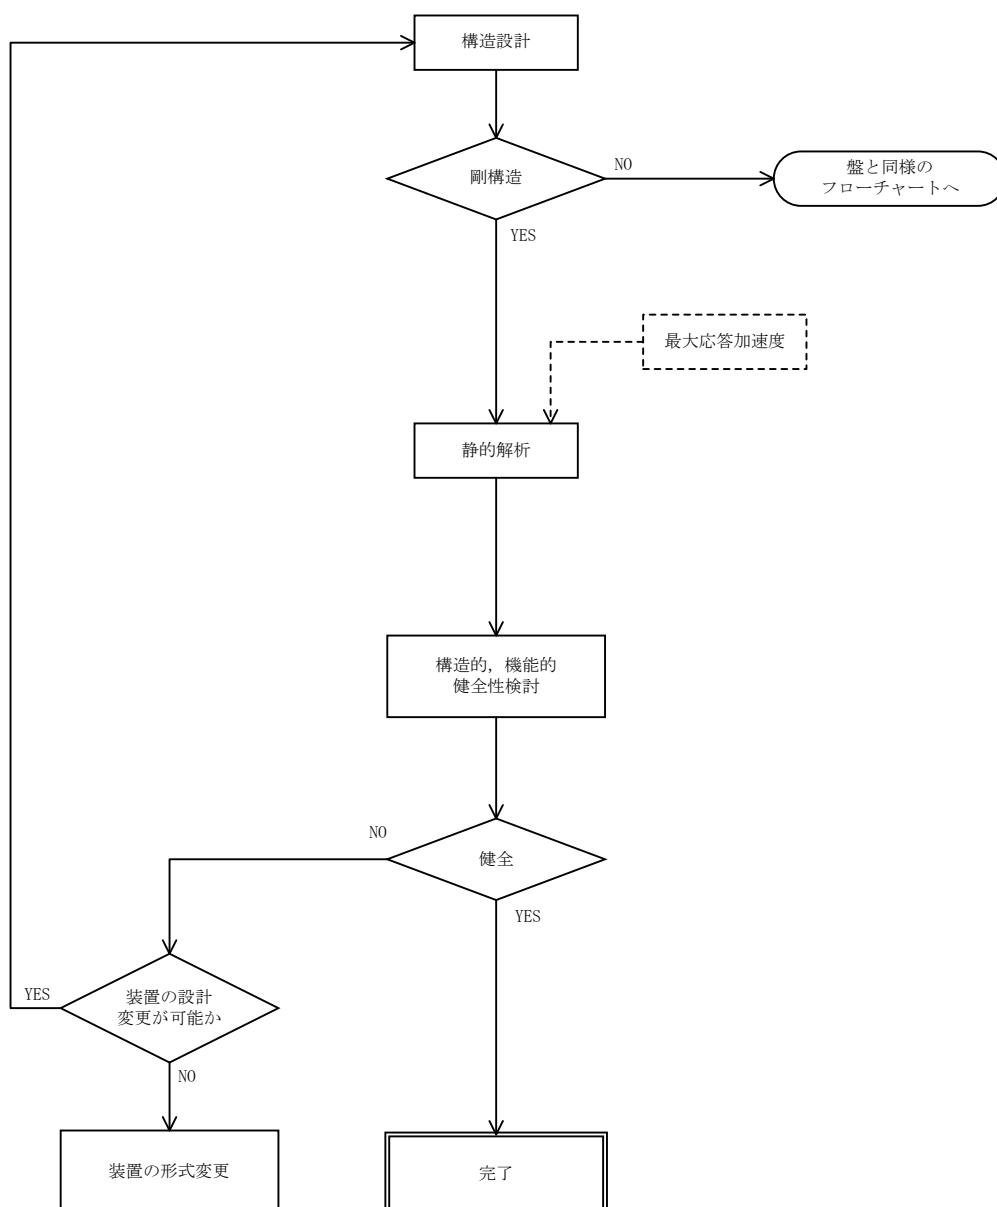 構造設計
剛構造
NO
盤と同様の
フローチャートへ
YES
最大応答加速度
静的解析
構造的，機能的
健全性検討
NO
健全
YES
YES
装置の設計
変更が可能か
NO
装置の形式変更
完了